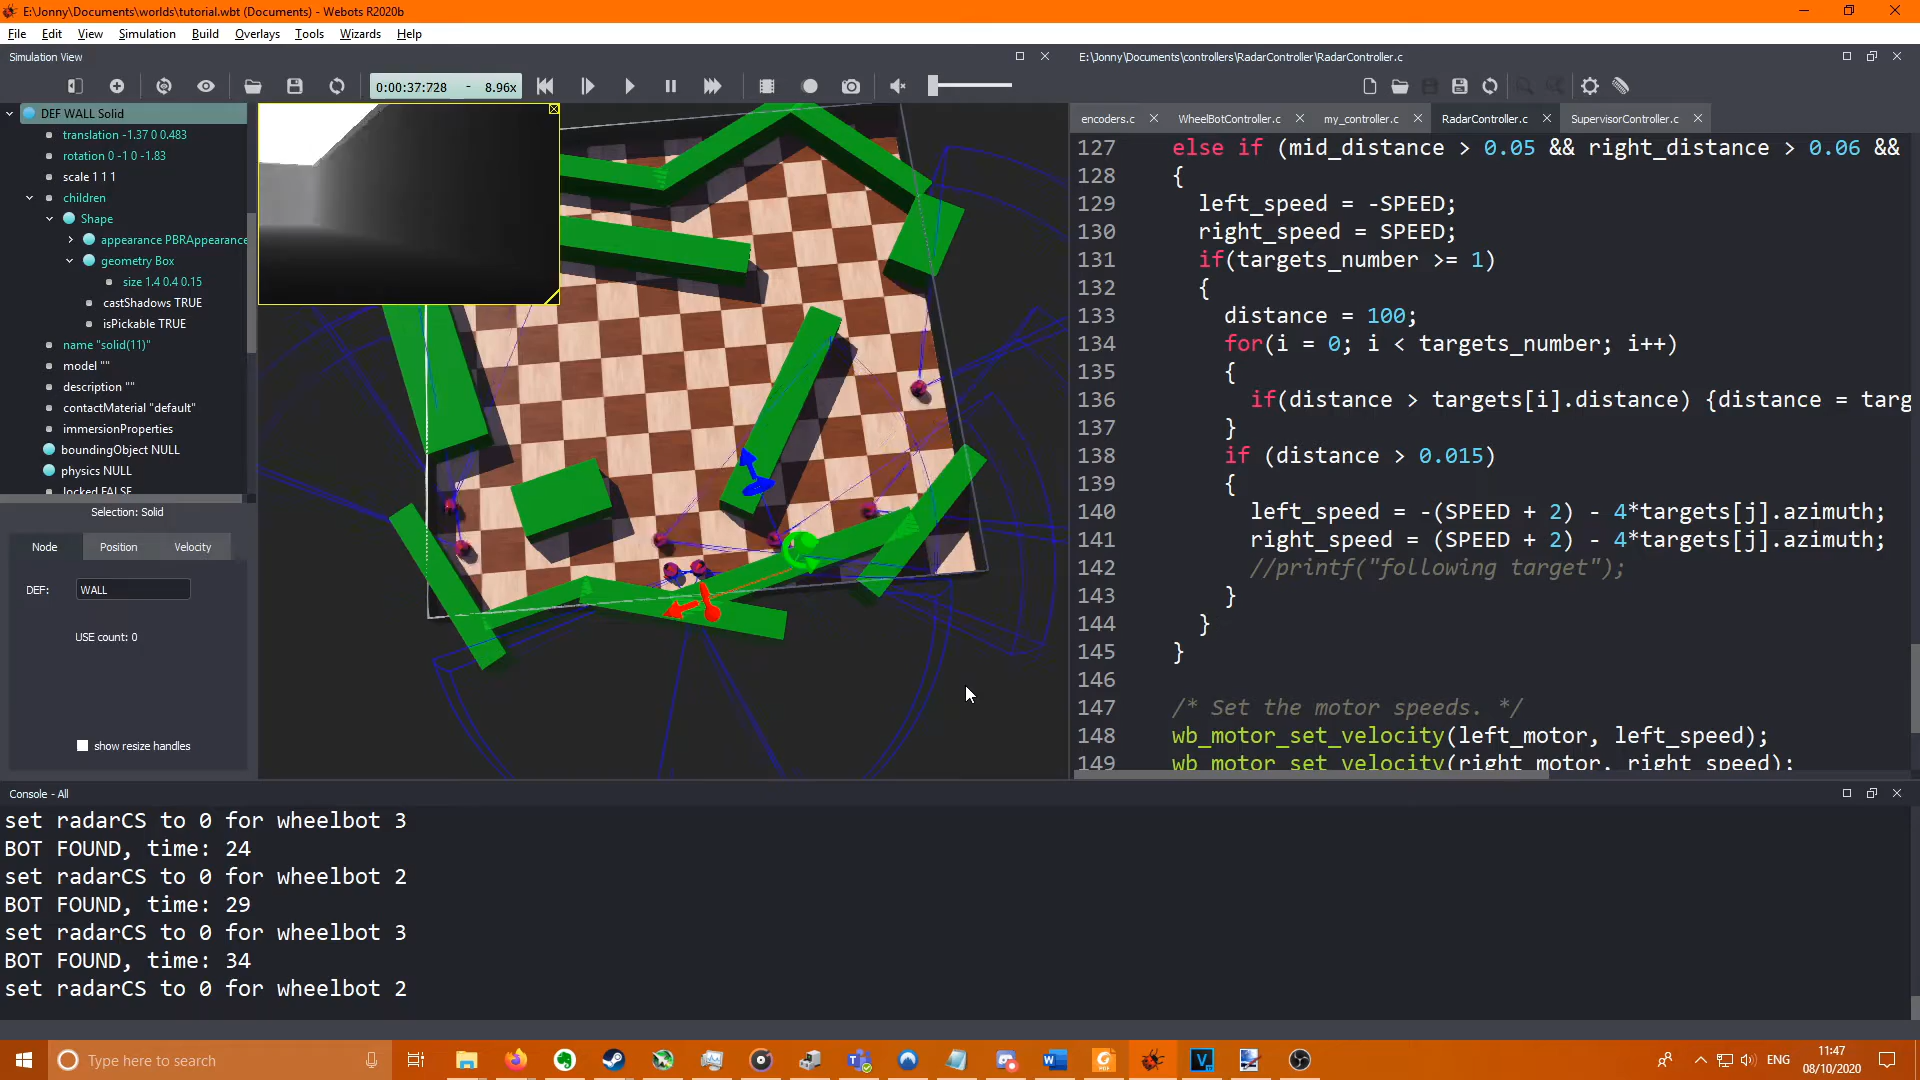 E:\Jonny\Documents\worlds\tutorial.wbt (Documents) - Webots R2020b
File Edit View Simulation Build Overlays Tools Wizards Help
Simulation View
0:00:37:728 - 8.96x
DEF WALL Solid
translation -1.37 0 0.483
rotation 0 -1 0 -1.83
scale 1 1 1
children
Shape
appearance PBRAppearance
geometry Box
size 1.4 0.4 0.15
castShadows TRUE
isPickable TRUE
name "solid(11)"
model ""
description ""
contactMaterial "default"
immersionProperties
boundingObject NULL
physics NULL
locked FALSE
Selection: Solid
Node Position Velocity
DEF: WALL
USE count: 0
show resize handles
E:\Jonny\Documents\controllers\RadarController\RadarController.c
encoders.c WheelBotController.c my_controller.c RadarController.c SupervisorController.c
127 else if (mid_distance > 0.05 && right_distance > 0.06 &&
128 {
129 left_speed = -SPEED;
130 right_speed = SPEED;
131 if(targets_number >= 1)
132 {
133 distance = 100;
134 for(i = 0; i < targets_number; i++)
135 {
136 if(distance > targets[i].distance) {distance = targ
137 }
138 if (distance > 0.015)
139 {
140 left_speed = -(SPEED + 2) - 4*targets[j].azimuth;
141 right_speed = (SPEED + 2) - 4*targets[j].azimuth;
142 //printf("following target");
143 }
144 }
145 }
146
147 /* Set the motor speeds. */
148 wb_motor_set_velocity(left_motor, left_speed);
149 wb_motor_set_velocity(right_motor, right_speed);
Console - All
set radarCS to 0 for wheelbot 3
BOT FOUND, time: 24
set radarCS to 0 for wheelbot 2
BOT FOUND, time: 29
set radarCS to 0 for wheelbot 3
BOT FOUND, time: 34
set radarCS to 0 for wheelbot 2
Type here to search
ENG
11:47
08/10/2020